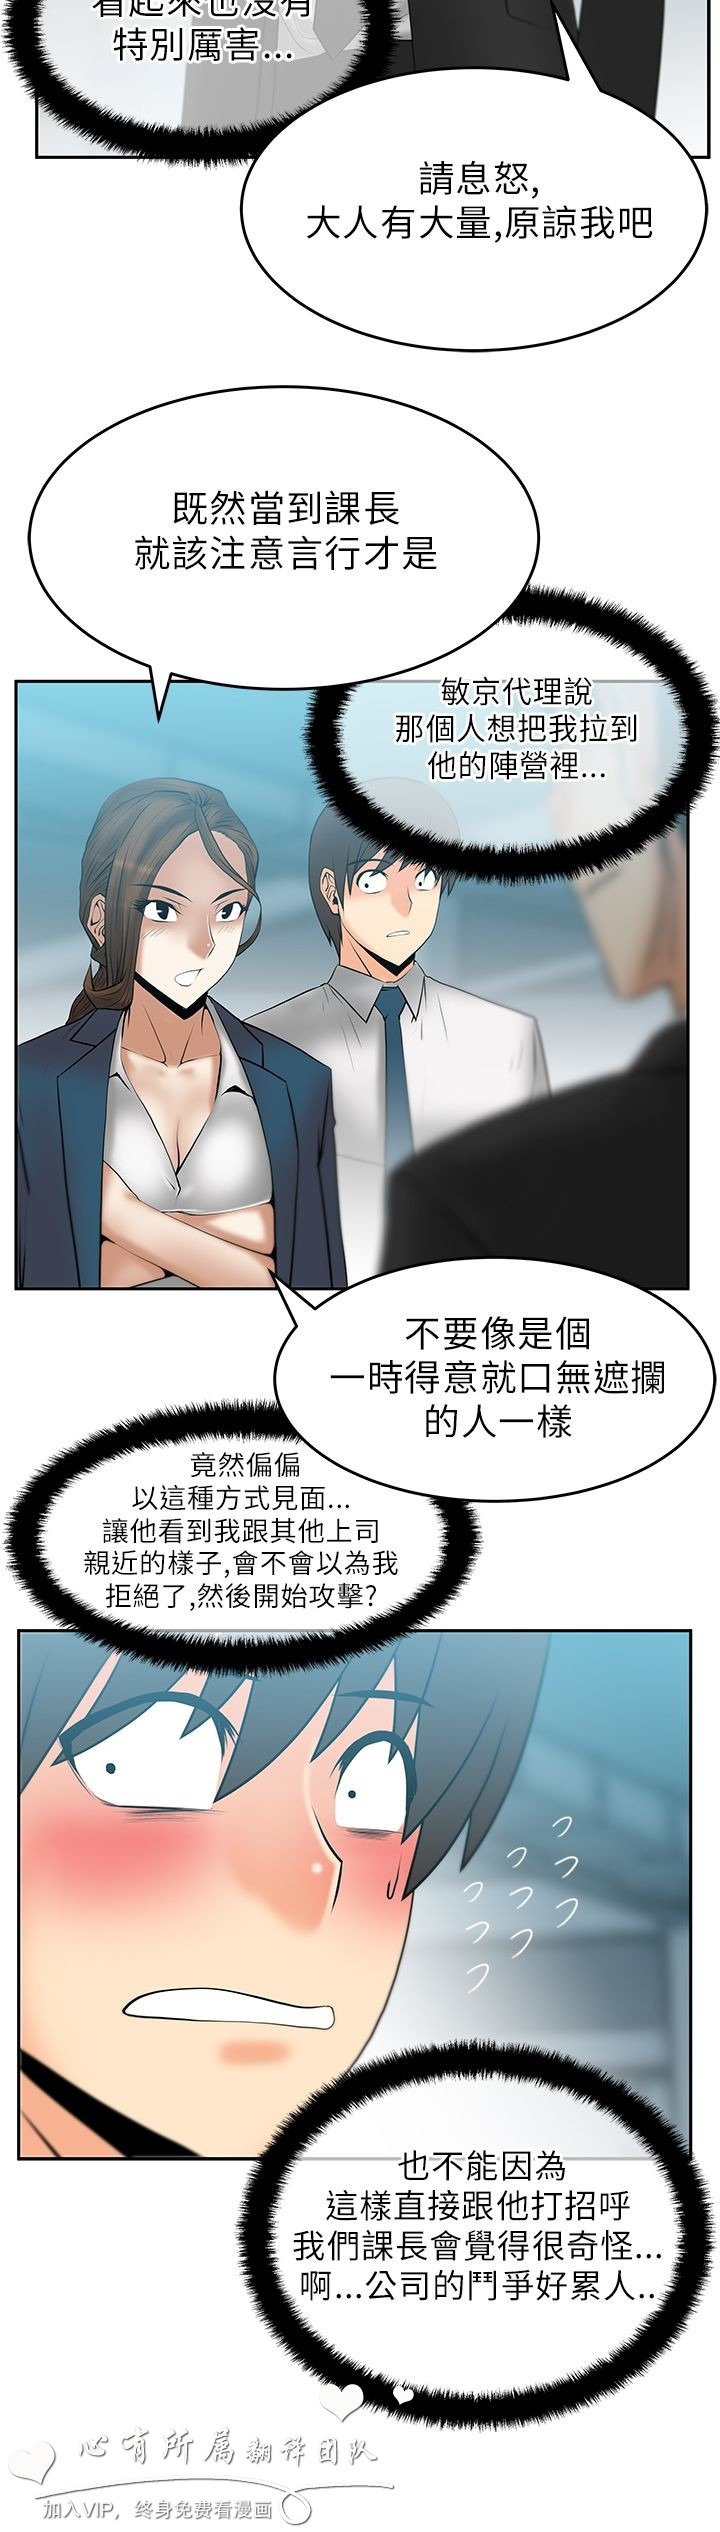 看起來也沒有
特別厲害...
請息怒,
大人有大量,原諒我吧
既然當到課長
就該注意言行才是
敏京代理說
那個人想把我拉到
他的陣營裡...
不要像是個
一時得意就口無遮攔
的人一樣
竟然偏偏
以這種方式見面...
讓他看到我跟其他上司
親近的樣子,會不會以為我
拒絕了,然後開始攻擊?
也不能因為
這樣直接跟他打招呼
我們課長會覺得很奇怪...
啊...公司的鬥爭好累人..
心有所属翻译团队
加入VIP，终身免费看漫画